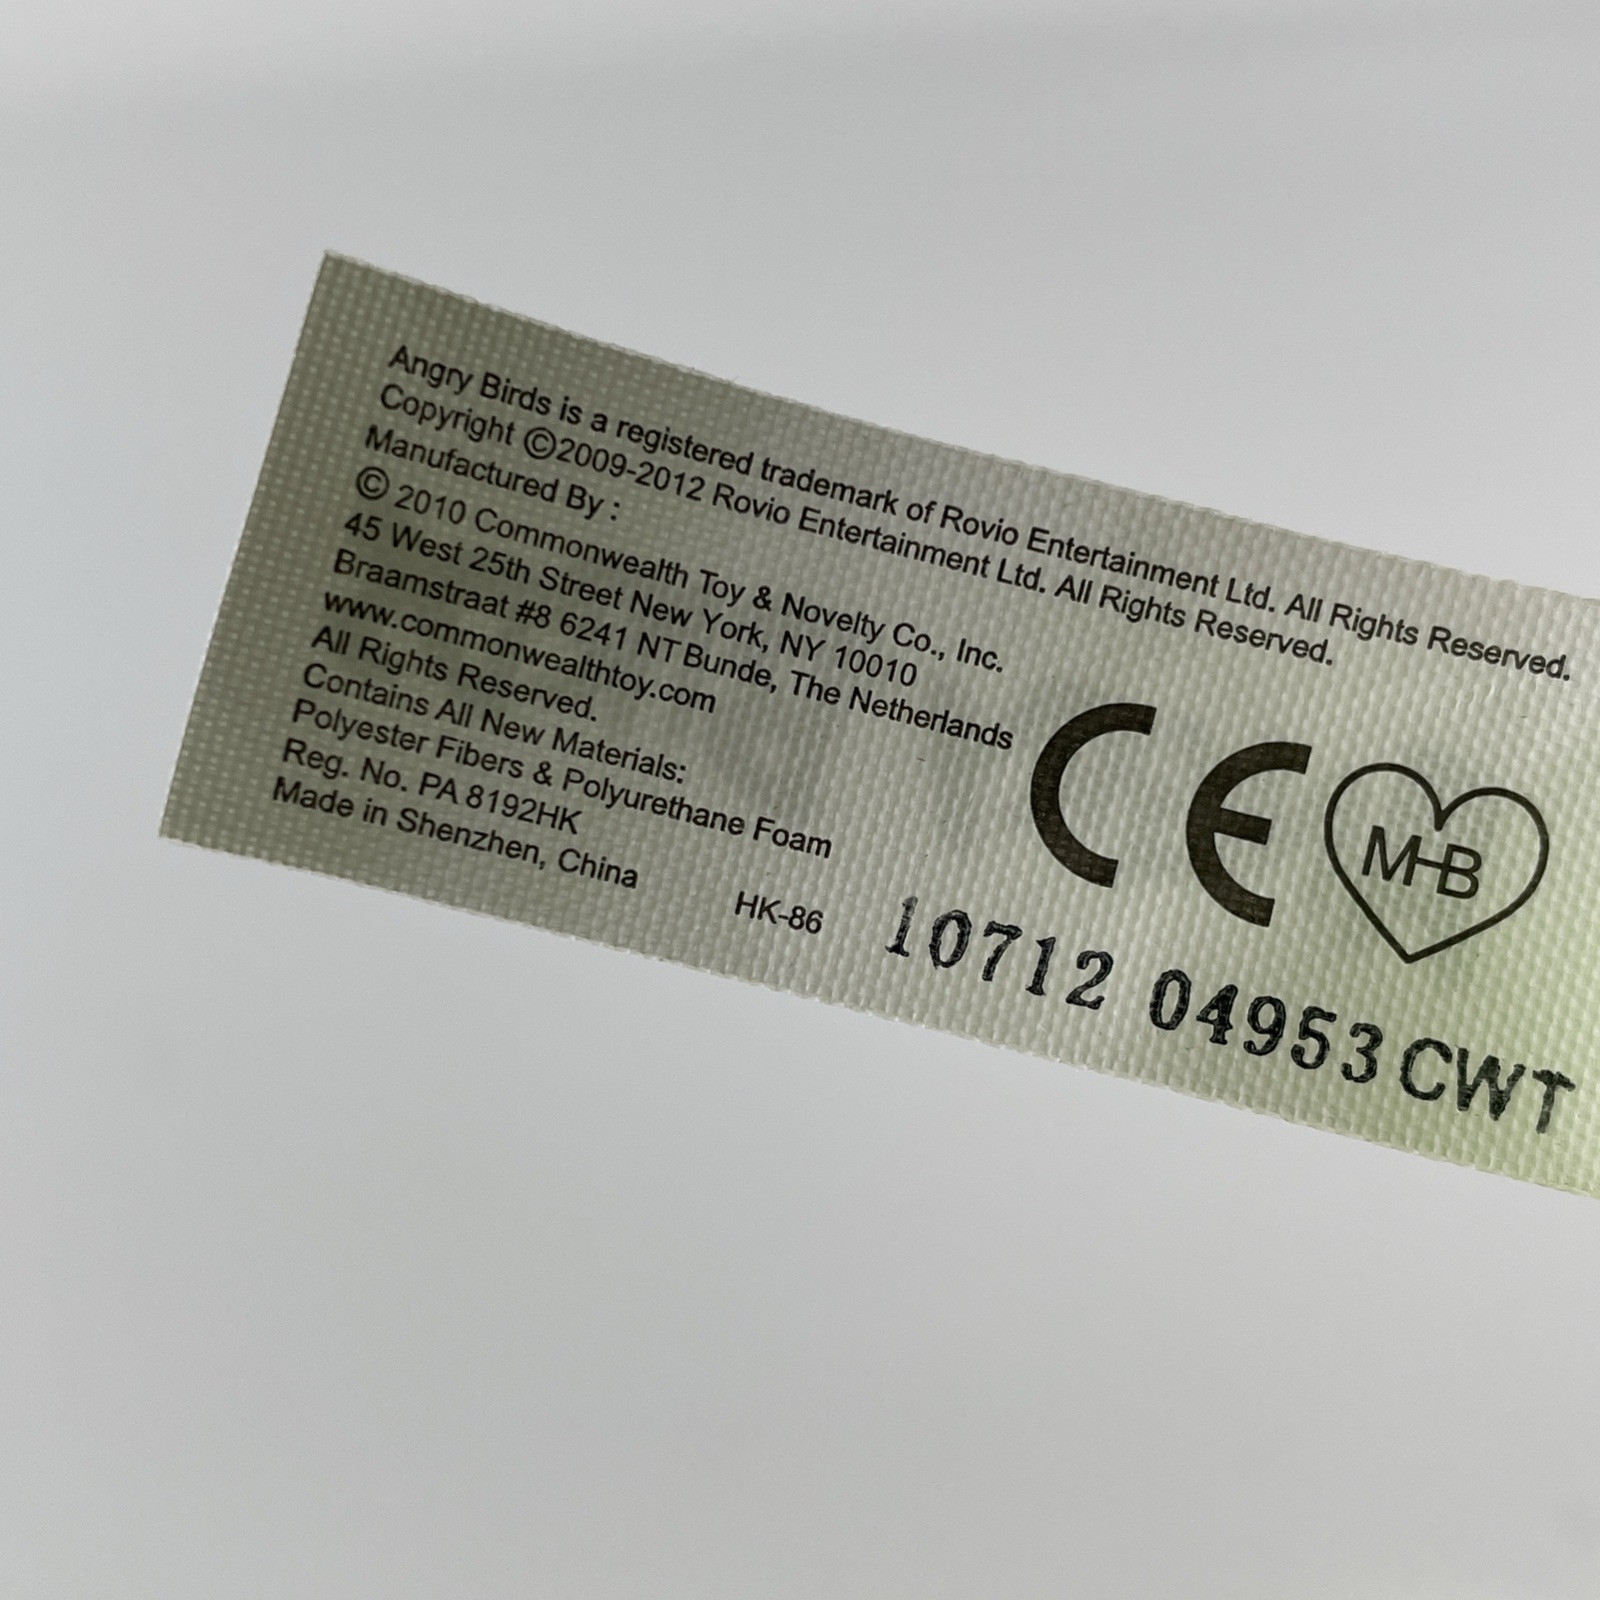 Angry Birds is a registered trademark of Rovio Entertainment Ltd. All Rights Reserved.
Copyright ©2009-2012 Rovio Entertainment Ltd. All Rights Reserved.
Manufactured By :
© 2010 Commonwealth Toy & Novelty Co., Inc.
45 West 25th Street New York, NY 10010
Braamstraat #8 6241 NT Bunde, The Netherlands
www.commonwealthtoy.com
All Rights Reserved.
Contains All New Materials:
Polyester Fibers & Polyurethane Foam
Reg. No. PA 8192HK
Made in Shenzhen, China
HK-86
CE
M-B
10712 04953 CWT